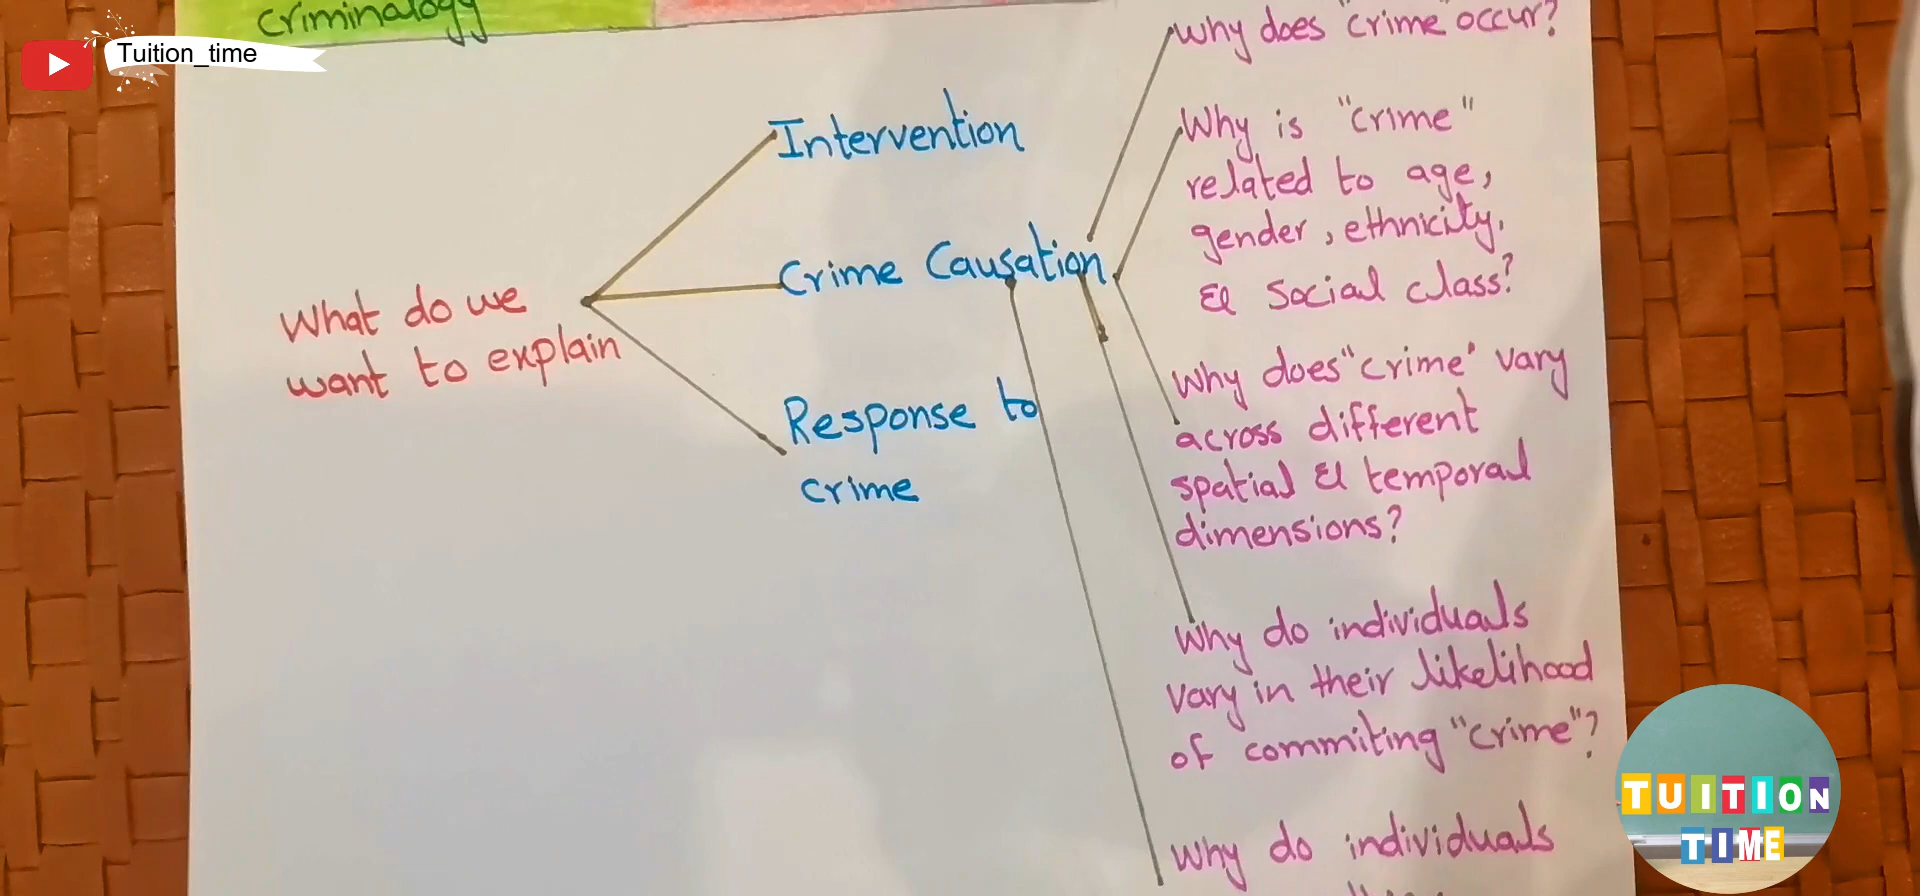 Criminalogy
Tuition_time
What do we
want to explain
Intervention
Crime Causation
Response to
crime
Why does "crime" occur?
Why is "crime"
related to age,
gender, ethnicity,
& Social class?
Why does "crime" vary
across different
spatial & temporal
dimensions?
Why do individuals
vary in their likelihood
of commiting "crime"?
Why do individuals
TUITION
TIME